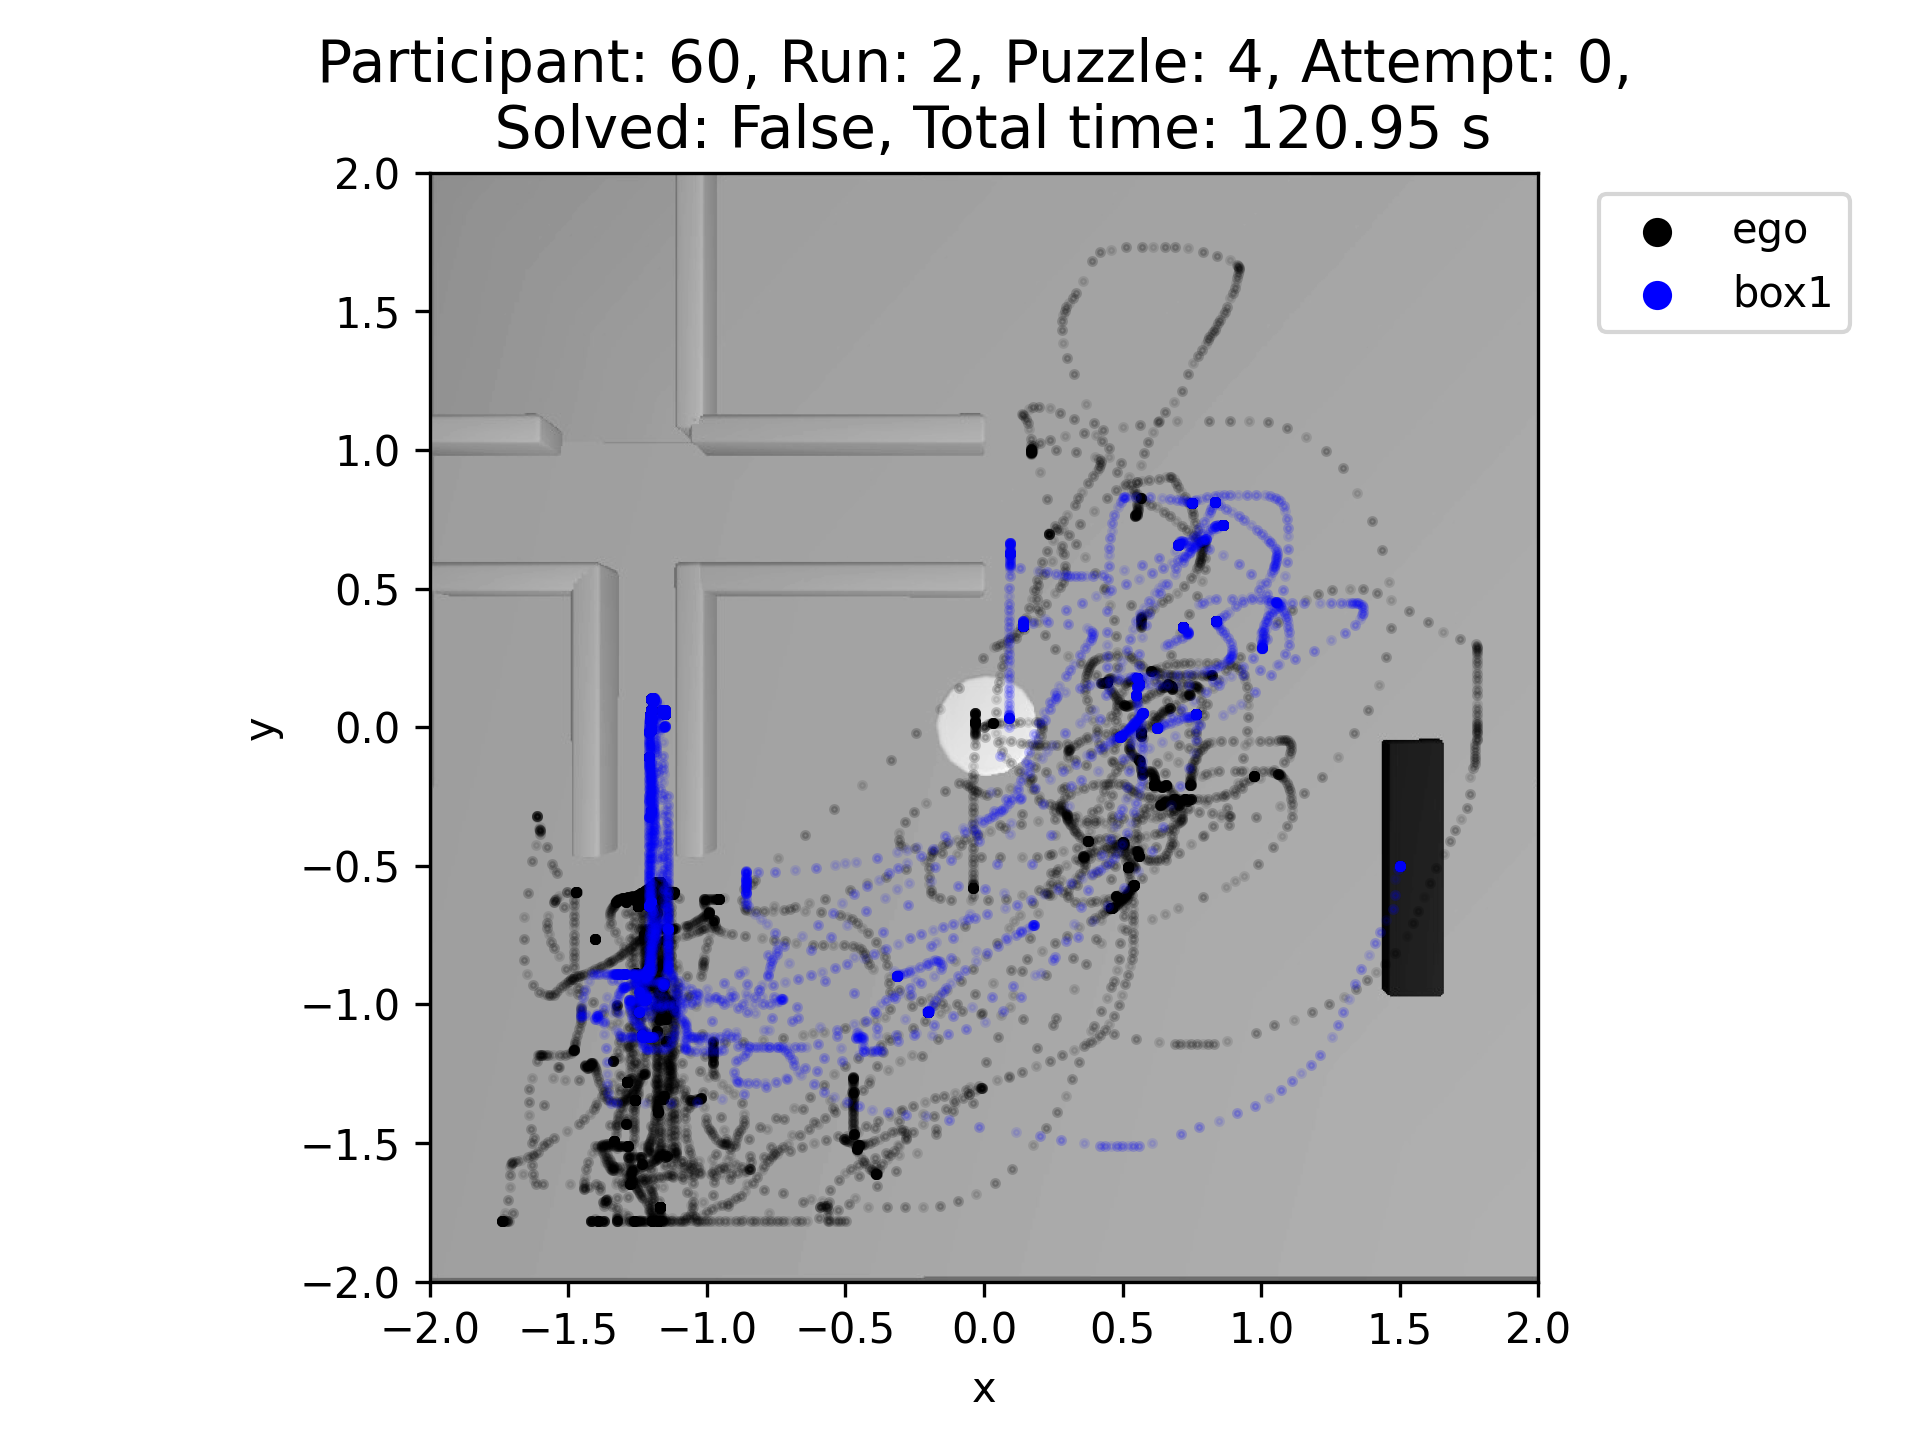 Participant: 60, Run: 2, Puzzle: 4, Attempt: 0,
Solved: False, Total time: 120.95 s
ego
box1
2.0
1.5
1.0
0.5
0.0
−0.5
−1.0
−1.5
−2.0
y
−2.0 −1.5 −1.0 −0.5 0.0 0.5 1.0 1.5 2.0
x